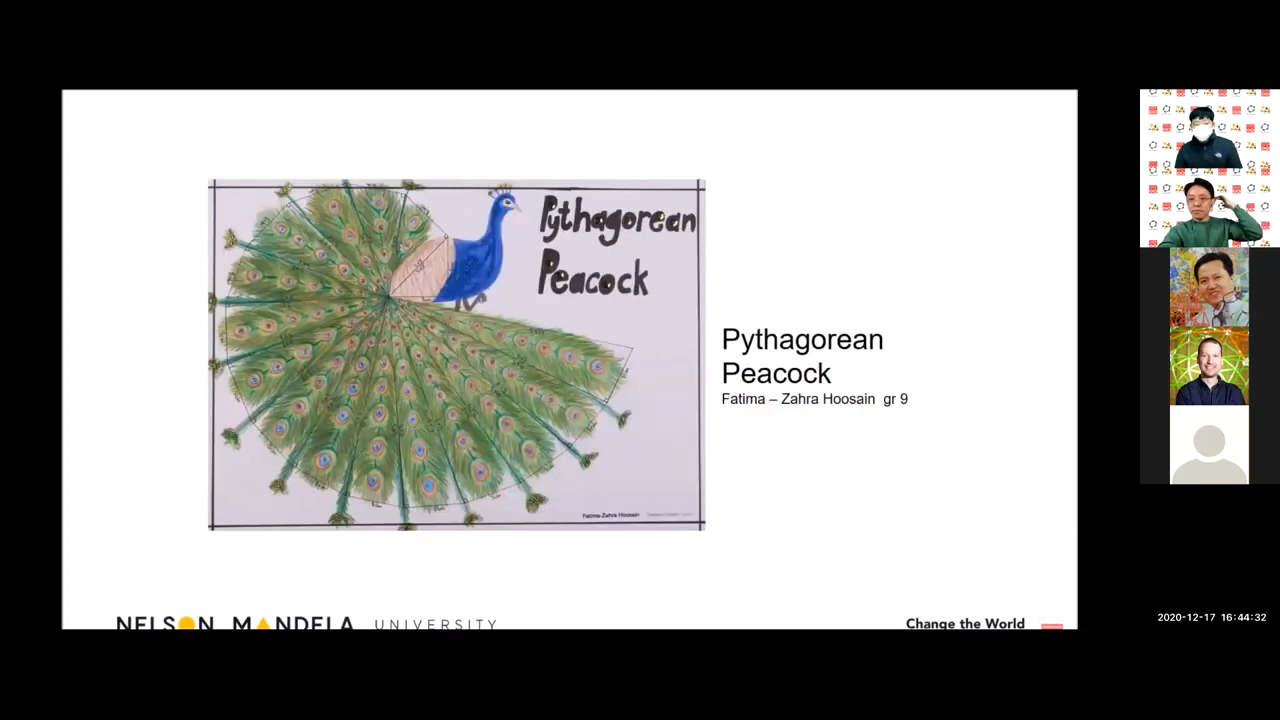 Pythagorean
Peacock
Fatima-Zahra Hoosain
Pythagorean
Peacock
Fatima – Zahra Hoosain gr 9
NELSON MANDELA UNIVERSITY
Change the World
2020-12-17 16:44:32